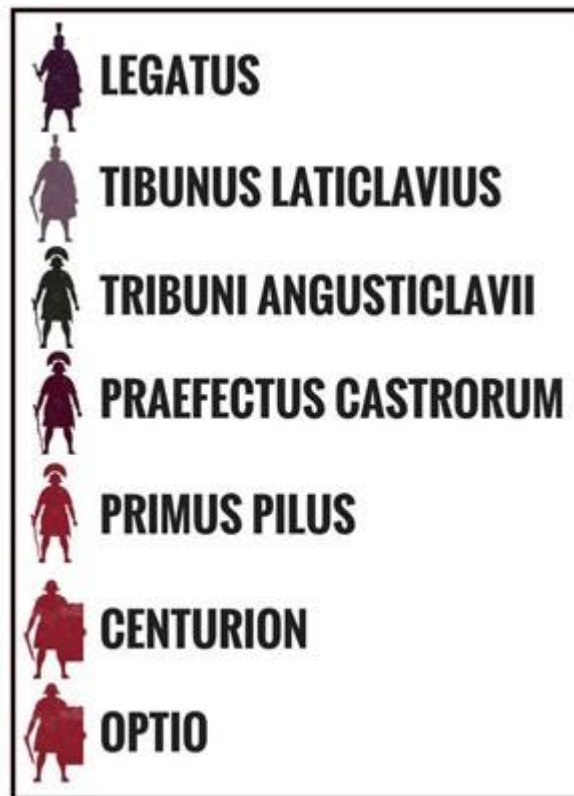 LEGATUS
TIBUNUS LATICLAVIUS
TRIBUNI ANGUSTICLAVII
PRAEFECTUS CASTRORUM
PRIMUS PILUS
CENTURION
OPTIO